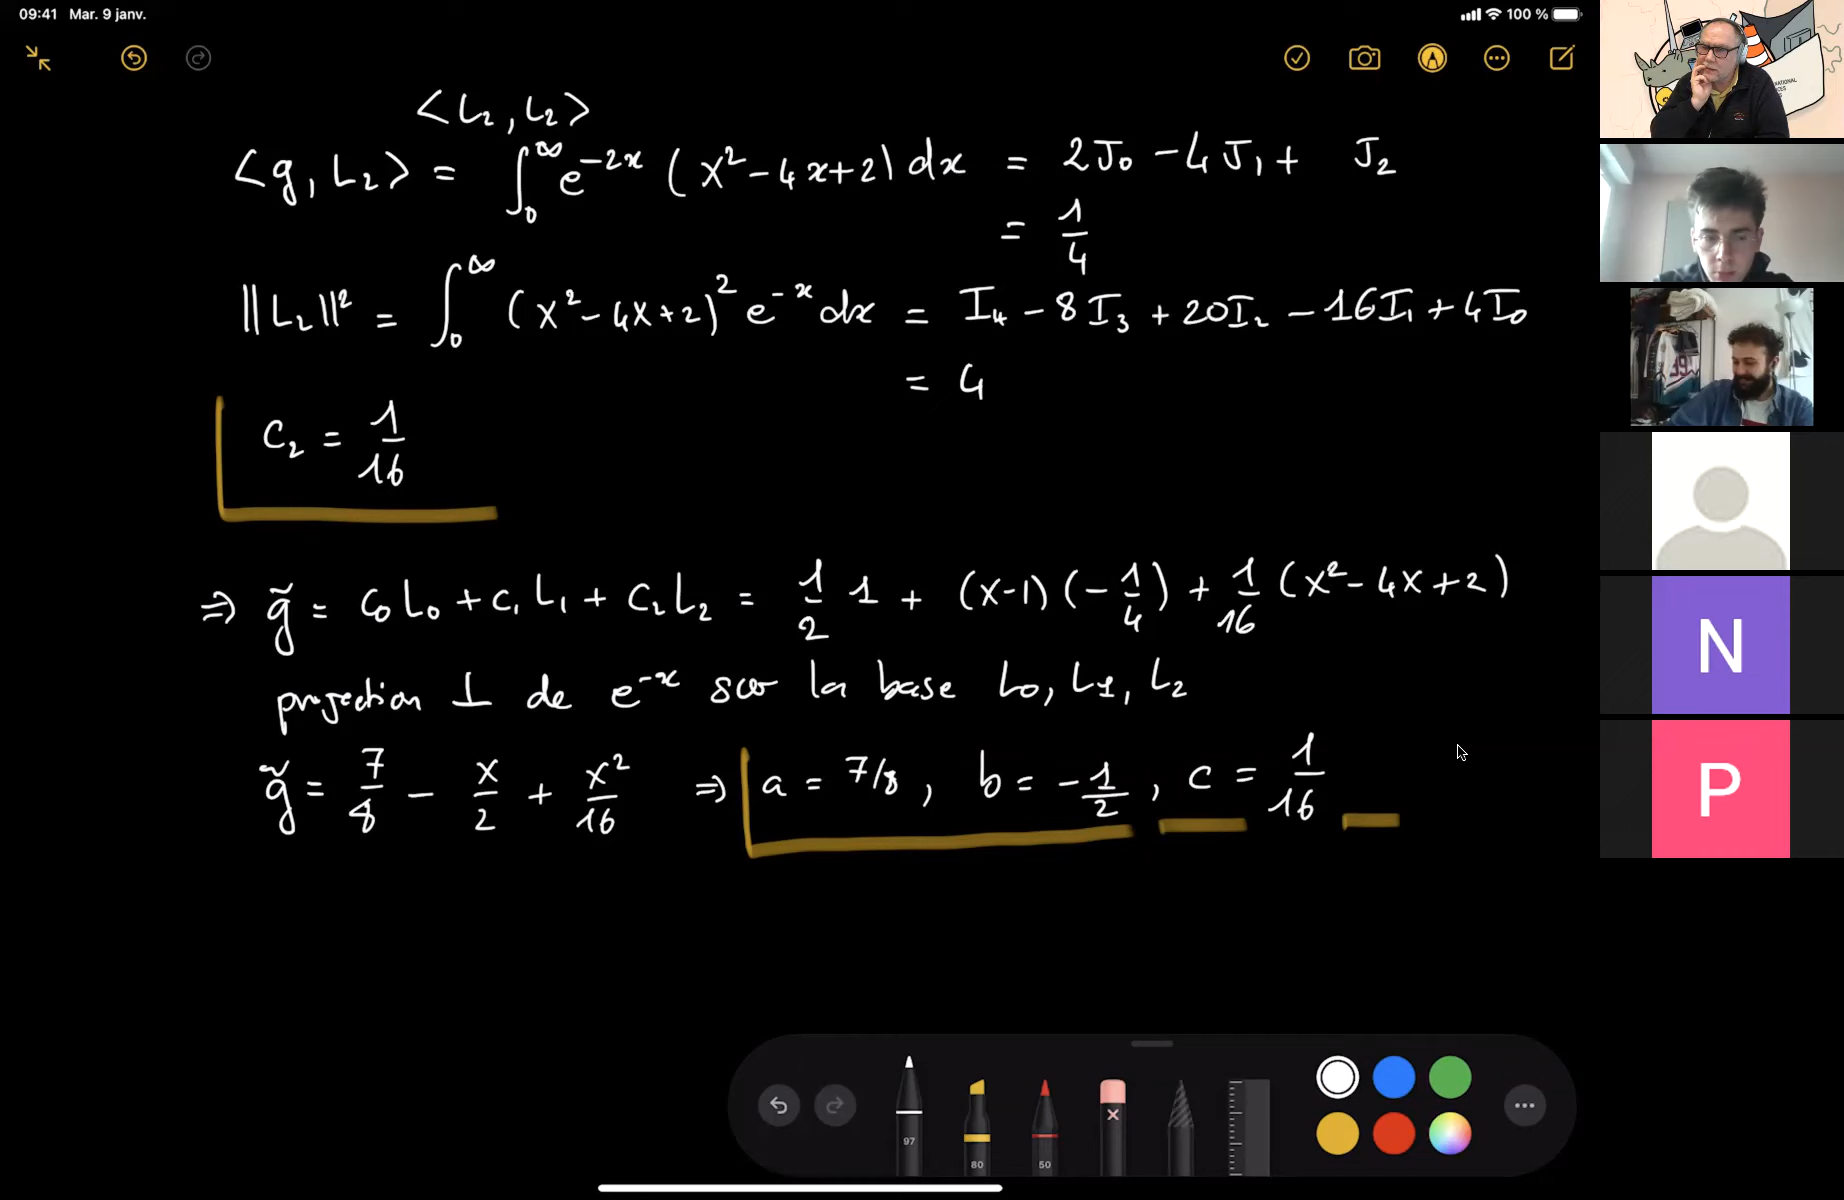 09:41 Mar. 9 janv.
100 %
<L₂, L₂>
<g, L₂> = ∫₀^∞ e^{-2x} (x² - 4x + 2) dx = 2J₀ - 4J₁ + J₂
= 1/4
||L₂||² = ∫₀^∞ (x² - 4x + 2)² e^{-x} dx = I₄ - 8I₃ + 20I₂ - 16I₁ + 4I₀
= 4
c₂ = 1/16
⇒ g̃ = c₀L₀ + c₁L₁ + c₂L₂ = 1/2 1 + (x-1)(-1/4) + 1/16 (x² - 4x + 2)
projection ⊥ de e^{-x} sur la base L₀, L₁, L₂
g̃ = 7/8 - x/2 + x²/16 ⇒ a = 7/8, b = -1/2, c = 1/16
N
P
97
80
50